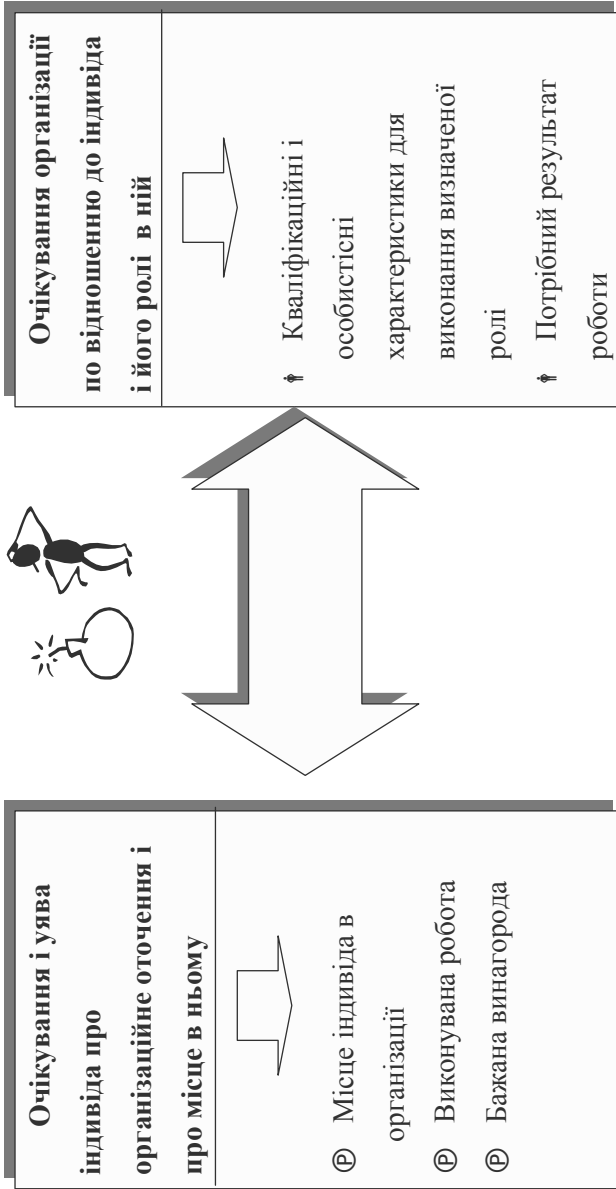 Очікування і уява
індивіда про
організаційне оточення і
про місце в ньому
Ⓟ Місце індивіда в
організації
Ⓟ Виконувана робота
Ⓟ Бажана винагорода
Очікування організації
по відношенню до індивіда
і його ролі в ній
Кваліфікаційні і
особистісні
характеристики для
виконання визначеної
ролі
Потрібний результат
роботи